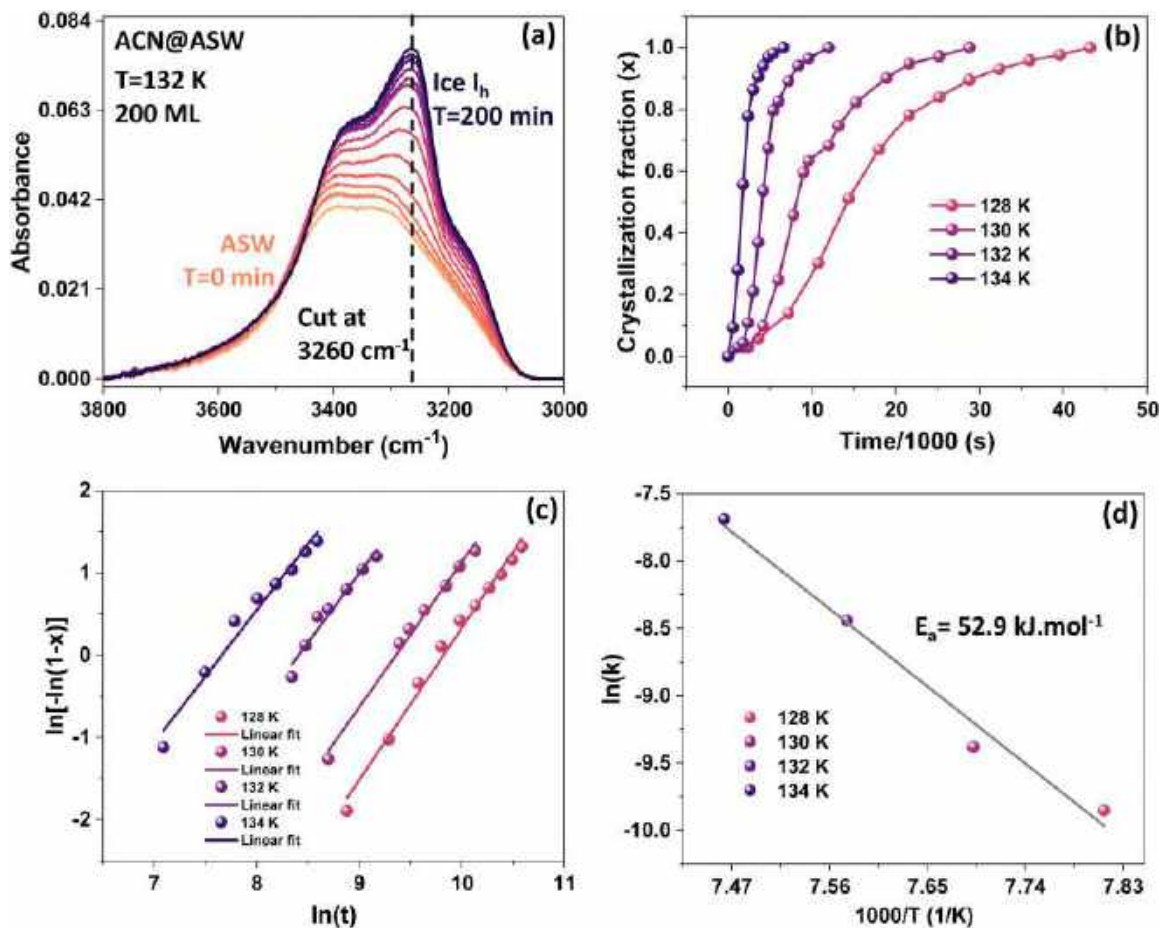 (a)
ACN@ASW
T=132 K
200 ML
Ice Iₕ
T=200 min
ASW
T=0 min
Cut at
3260 cm⁻¹
Absorbance
0.084
0.063
0.042
0.021
0.000
3800 3600 3400 3200 3000
Wavenumber (cm⁻¹)
(b)
Crystallization fraction (x)
1.0
0.8
0.6
0.4
0.2
0.0
128 K
130 K
132 K
134 K
0 10 20 30 40 50
Time/1000 (s)
(c)
ln[-ln(1-x)]
2
1
0
-1
-2
128 K
Linear fit
130 K
Linear fit
132 K
Linear fit
134 K
Linear fit
7 8 9 10 11
ln(t)
(d)
ln(k)
-7.5
-8.0
-8.5
-9.0
-9.5
-10.0
Eₐ= 52.9 kJ.mol⁻¹
128 K
130 K
132 K
134 K
7.47 7.56 7.65 7.74 7.83
1000/T (1/K)